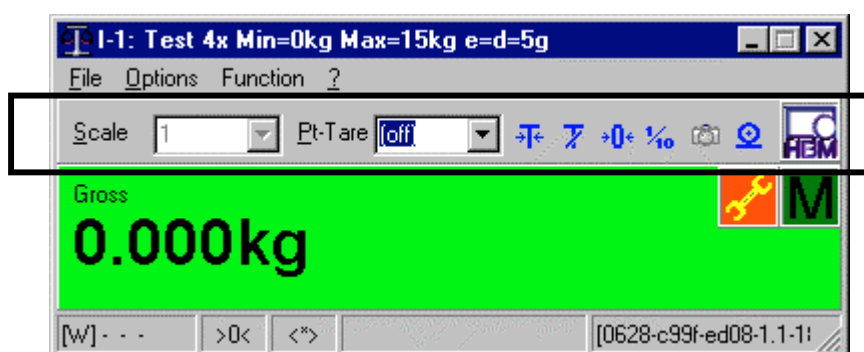 I-1: Test 4x Min=0kg Max=15kg e=d=5g
File Options Function ?
Scale 1 Pt-Tare (off) →T← T →0← 1/10 HBM
Gross
0.000kg M
[W] - - - >0< <*> [0628-c99f-ed08-1.1-1